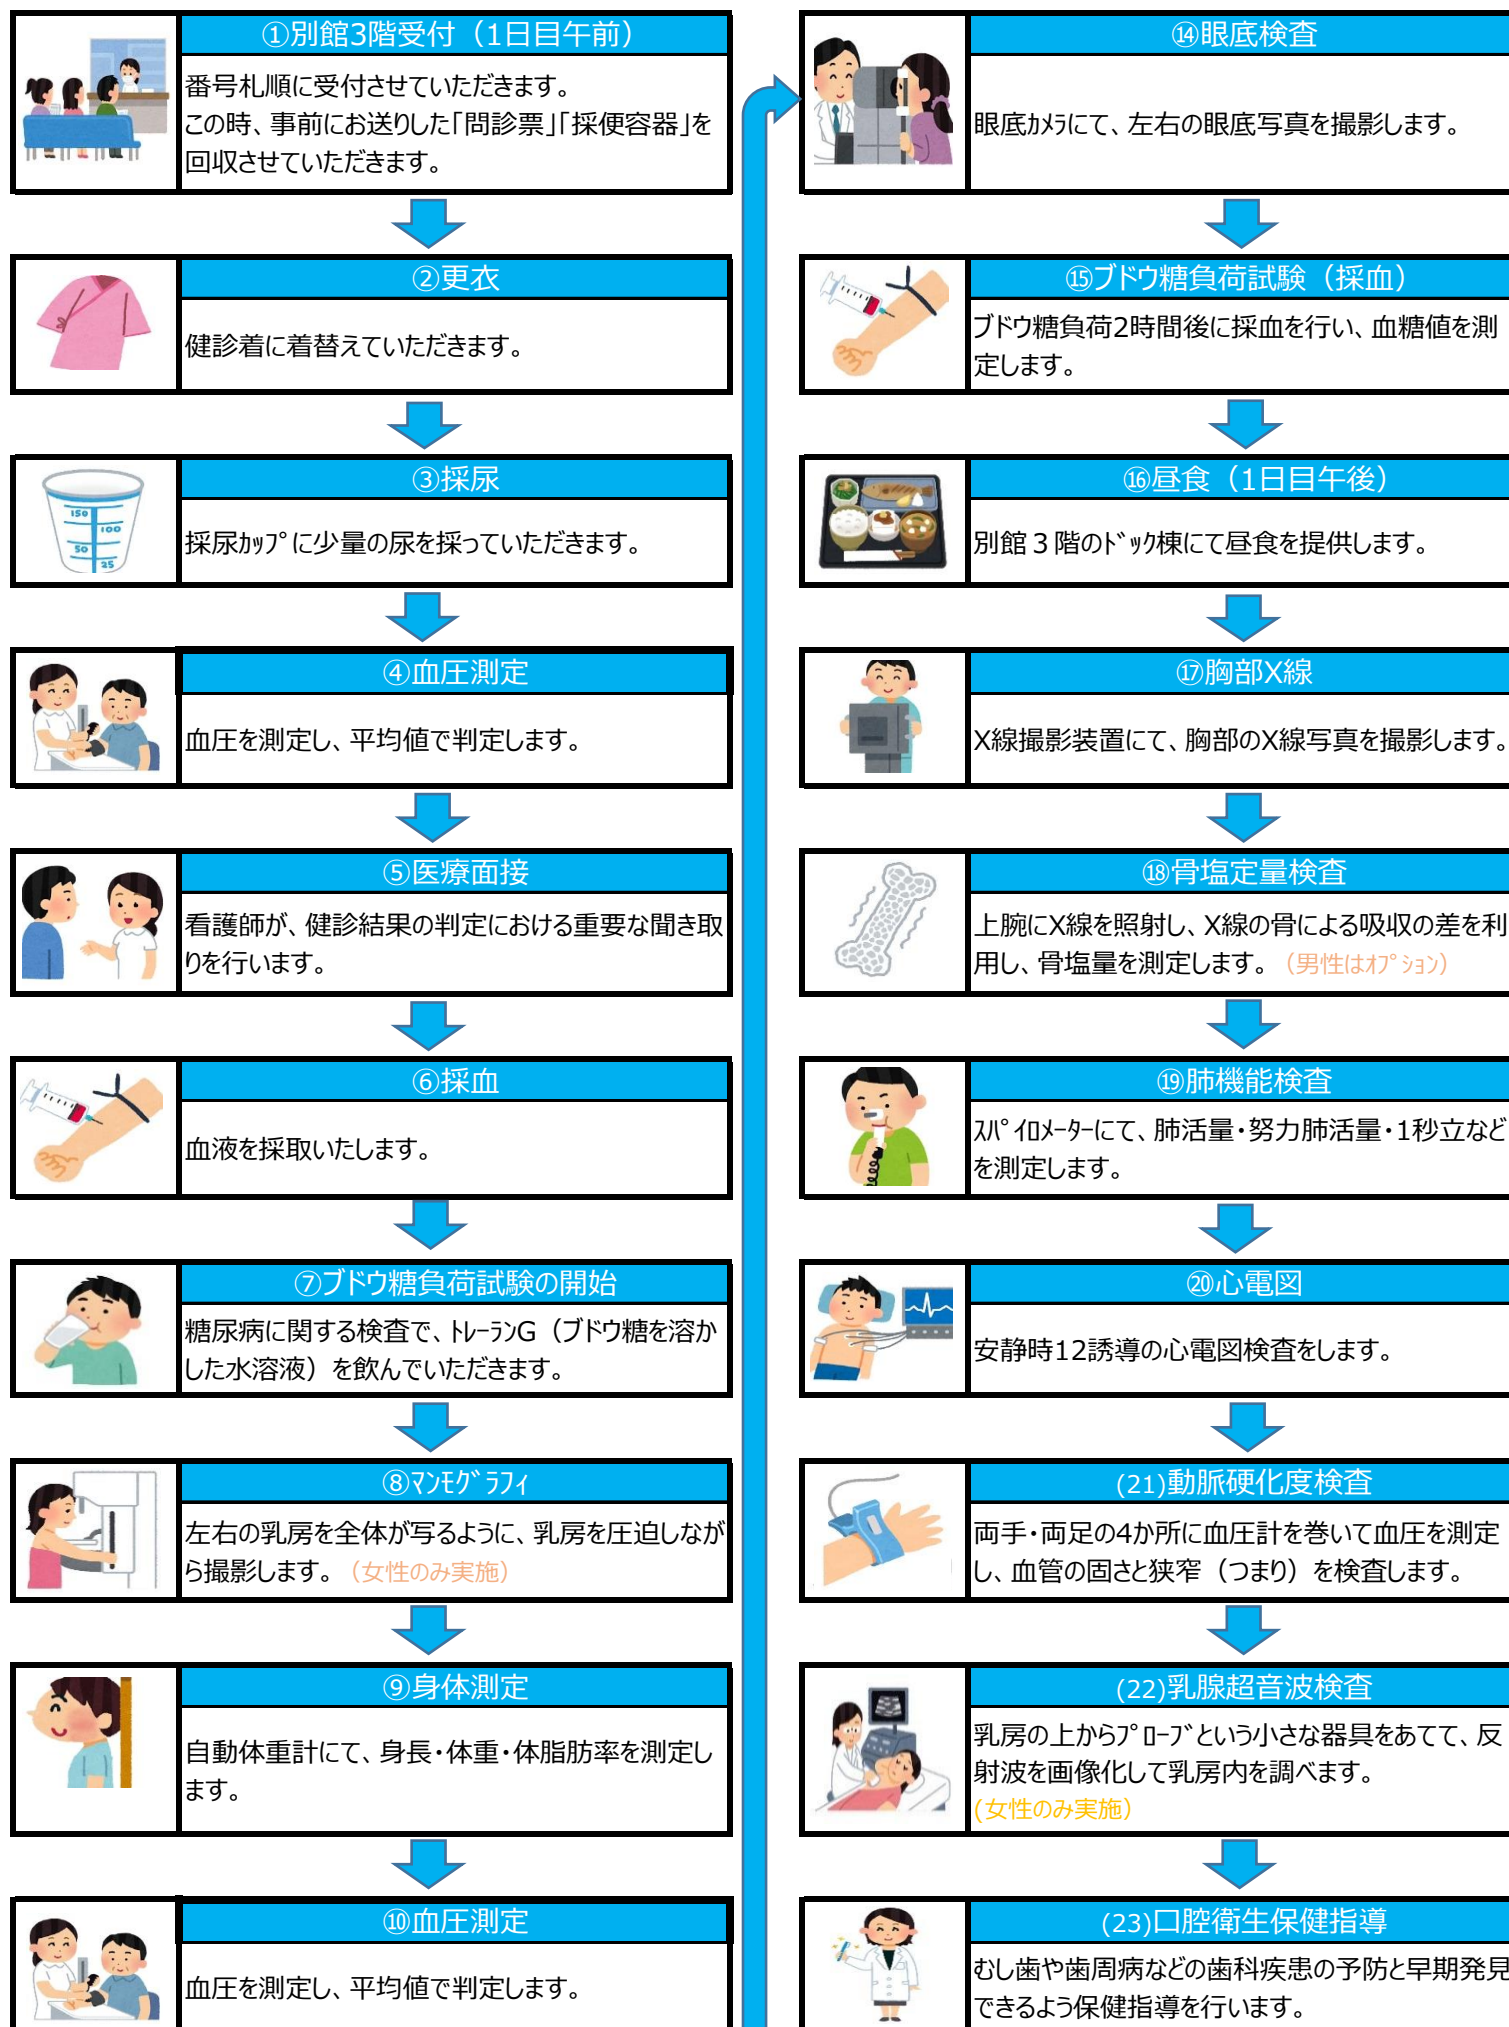 ①別館3階受付（1日目午前）
番号札順に受付させていただきます。
この時、事前にお送りした「問診票」「採便容器」を
回収させていただきます。
②更衣
健診着に着替えていただきます。
③採尿
採尿ｶｯﾌﾟに少量の尿を採っていただきます。
150
100
50
25
④血圧測定
血圧を測定し、平均値で判定します。
⑤医療面接
看護師が、健診結果の判定における重要な聞き取
りを行います。
⑥採血
血液を採取いたします。
⑦ブドウ糖負荷試験の開始
糖尿病に関する検査で、ﾄﾚｰﾗﾝG（ブドウ糖を溶か
した水溶液）を飲んでいただきます。
⑧ﾏﾝﾓｸﾞﾗﾌｨ
左右の乳房を全体が写るように、乳房を圧迫しなが
ら撮影します。（女性のみ実施）
⑨身体測定
自動体重計にて、身長・体重・体脂肪率を測定し
ます。
⑩血圧測定
血圧を測定し、平均値で判定します。
⑭眼底検査
眼底ｶﾒﾗにて、左右の眼底写真を撮影します。
⑮ブドウ糖負荷試験（採血）
ブドウ糖負荷2時間後に採血を行い、血糖値を測
定します。
⑯昼食（1日目午後）
別館３階のﾄﾞｯｸ棟にて昼食を提供します。
⑰胸部X線
X線撮影装置にて、胸部のX線写真を撮影します。
⑱骨塩定量検査
上腕にX線を照射し、X線の骨による吸収の差を利
用し、骨塩量を測定します。（男性はｵﾌﾟｼｮﾝ）
⑲肺機能検査
ｽﾊﾟｲﾛﾒｰﾀｰにて、肺活量・努力肺活量・1秒立など
を測定します。
⑳心電図
安静時12誘導の心電図検査をします。
(21)動脈硬化度検査
両手・両足の4か所に血圧計を巻いて血圧を測定
し、血管の固さと狭窄（つまり）を検査します。
(22)乳腺超音波検査
乳房の上からﾌﾟﾛｰﾌﾞという小さな器具をあてて、反
射波を画像化して乳房内を調べます。
(女性のみ実施）
(23)口腔衛生保健指導
むし歯や歯周病などの歯科疾患の予防と早期発見
できるよう保健指導を行います。